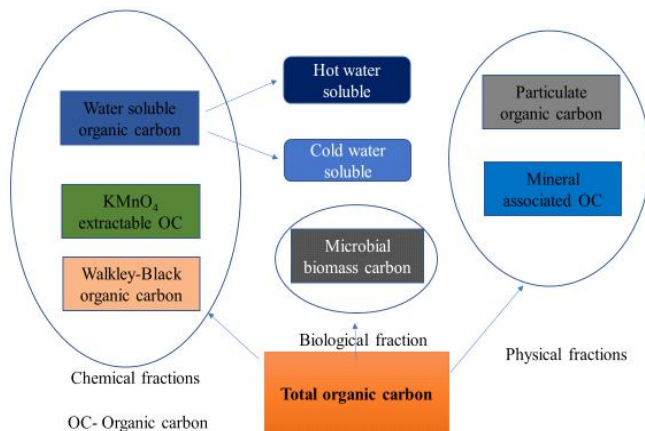 Hot water
soluble
Water soluble
organic carbon
Particulate
organic carbon
Cold water
soluble
Mineral
associated OC
KMnO₄
extractable OC
Microbial
biomass carbon
Walkley-Black
organic carbon
Biological fraction
Physical fractions
Chemical fractions
Total organic carbon
OC- Organic carbon